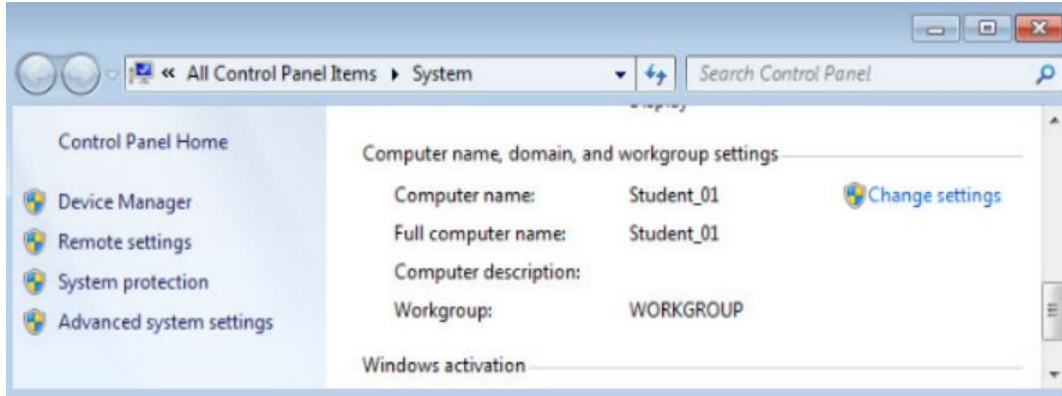 « All Control Panel Items ▸ System
Search Control Panel
Control Panel Home
Device Manager
Remote settings
System protection
Advanced system settings
Computer name, domain, and workgroup settings
Computer name: Student_01
Change settings
Full computer name: Student_01
Computer description:
Workgroup: WORKGROUP
Windows activation